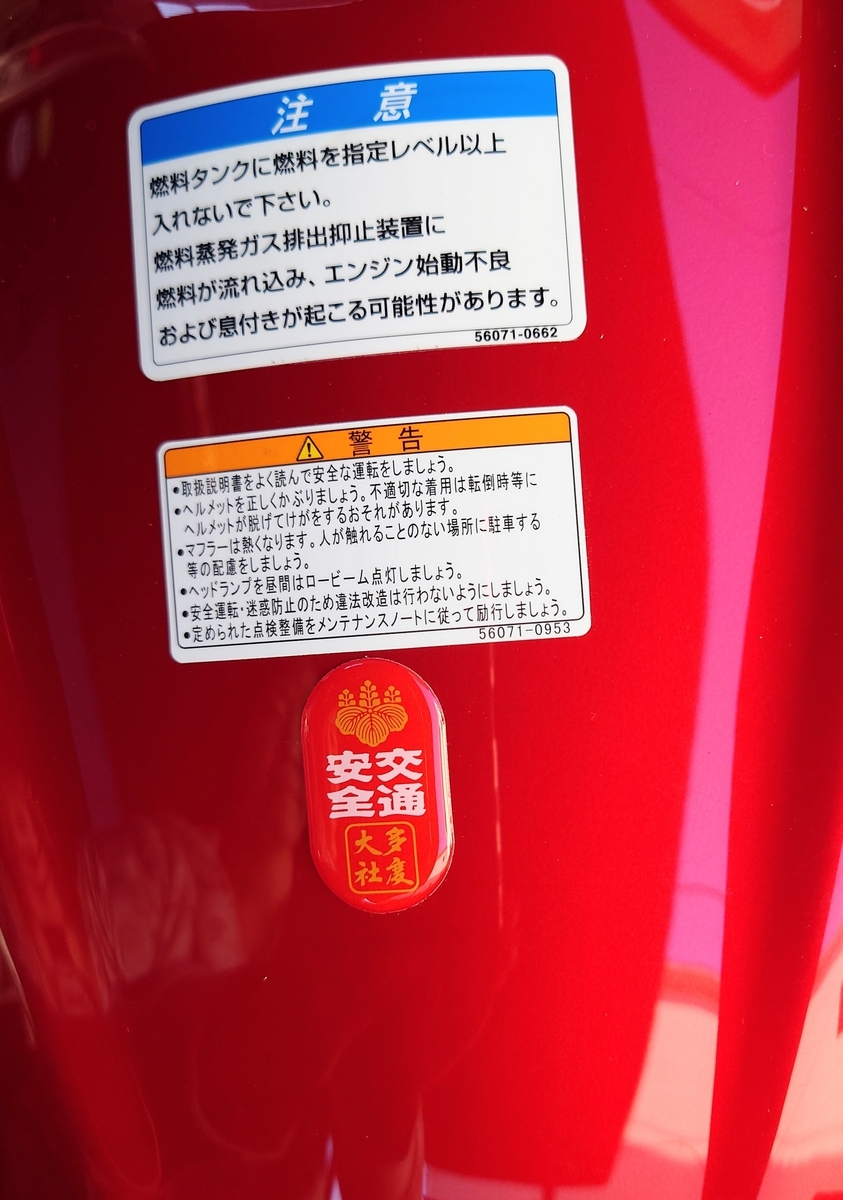 注 意
燃料タンクに燃料を指定レベル以上
入れないで下さい。
燃料蒸発ガス排出抑止装置に
燃料が流れ込み、エンジン始動不良
および息付きが起こる可能性があります。
56071-0662
警 告
•取扱説明書をよく読んで安全な運転をしましょう。
•ヘルメットを正しくかぶりましょう。不適切な着用は転倒時等に
ヘルメットが脱げてけがをするおそれがあります。
•マフラーは熱くなります。人が触れることのない場所に駐車する
等の配慮をしましょう。
•ヘッドランプを昼間はロービーム点灯しましょう。
•安全運転・迷惑防止のため違法改造は行わないようにしましょう。
•定められた点検整備をメンテナンスノートに従って励行しましょう。
56071-0953
交通
安全
多度
大社